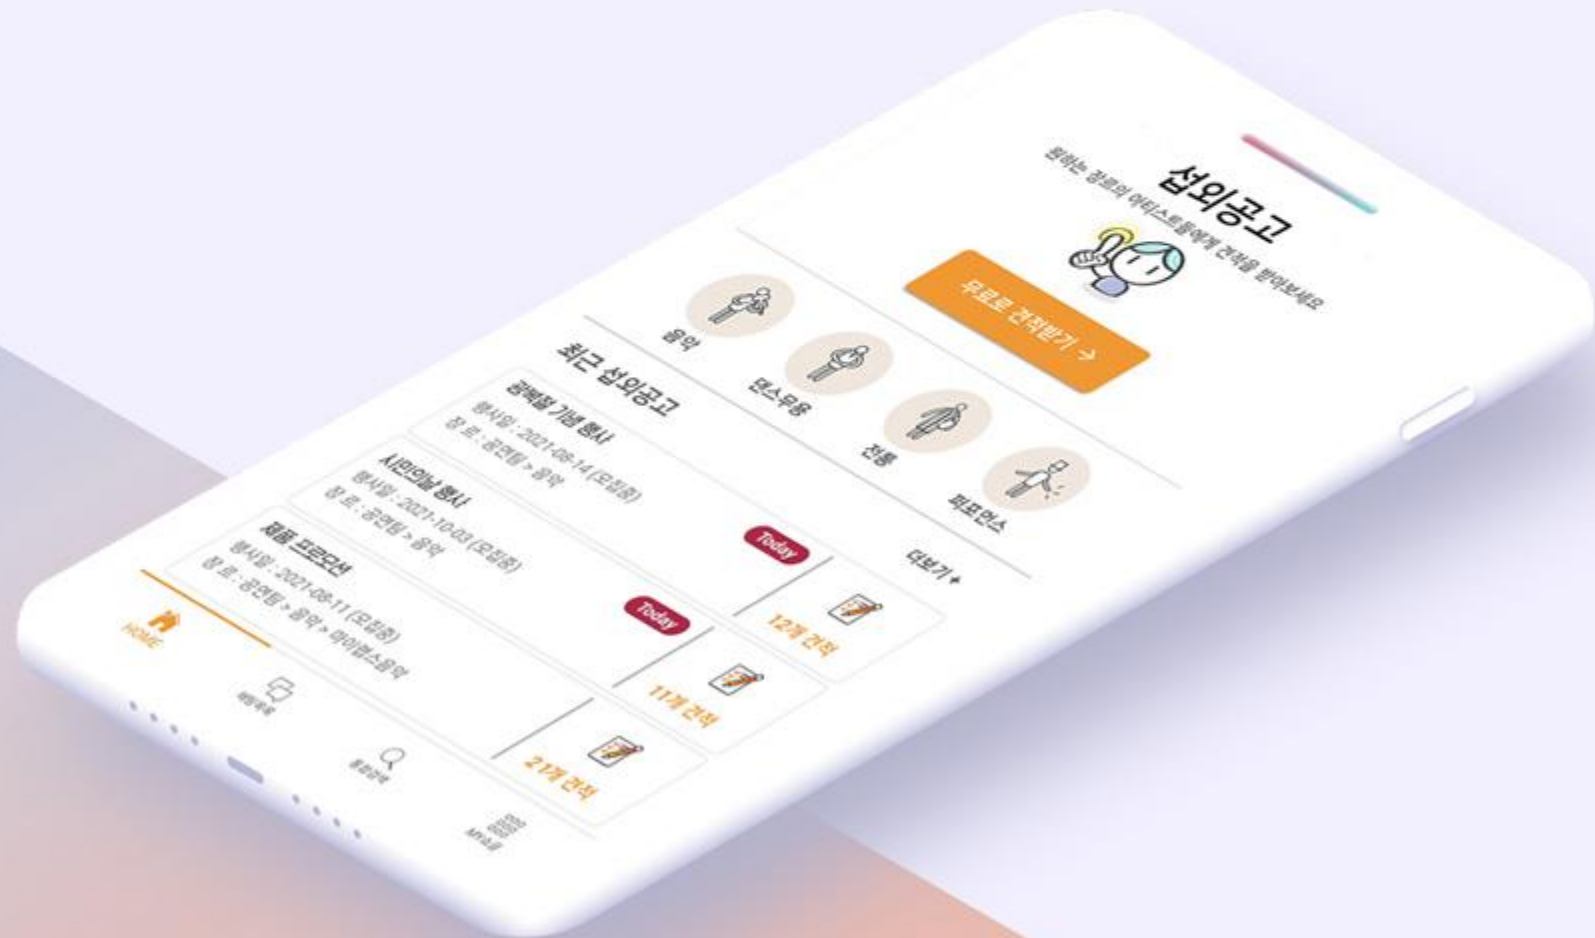 섭외공고
원하는 장르의 아티스트들에게 견적을 받아보세요
무료로 견적받기 →
음악
댄스무용
전통
퍼포먼스
최근 섭외공고
더보기 +
광복절 기념 행사
행사일 : 2021-08-14 (모집중)
장 르 : 공연팀 > 음악
Today
12개 견적
시민의날 행사
행사일 : 2021-10-03 (모집중)
장 르 : 공연팀 > 음악
Today
11개 견적
제품 프로모션
행사일 : 2021-08-11 (모집중)
장 르 : 공연팀 > 음악 >
21개 견적
HOME
통합검색